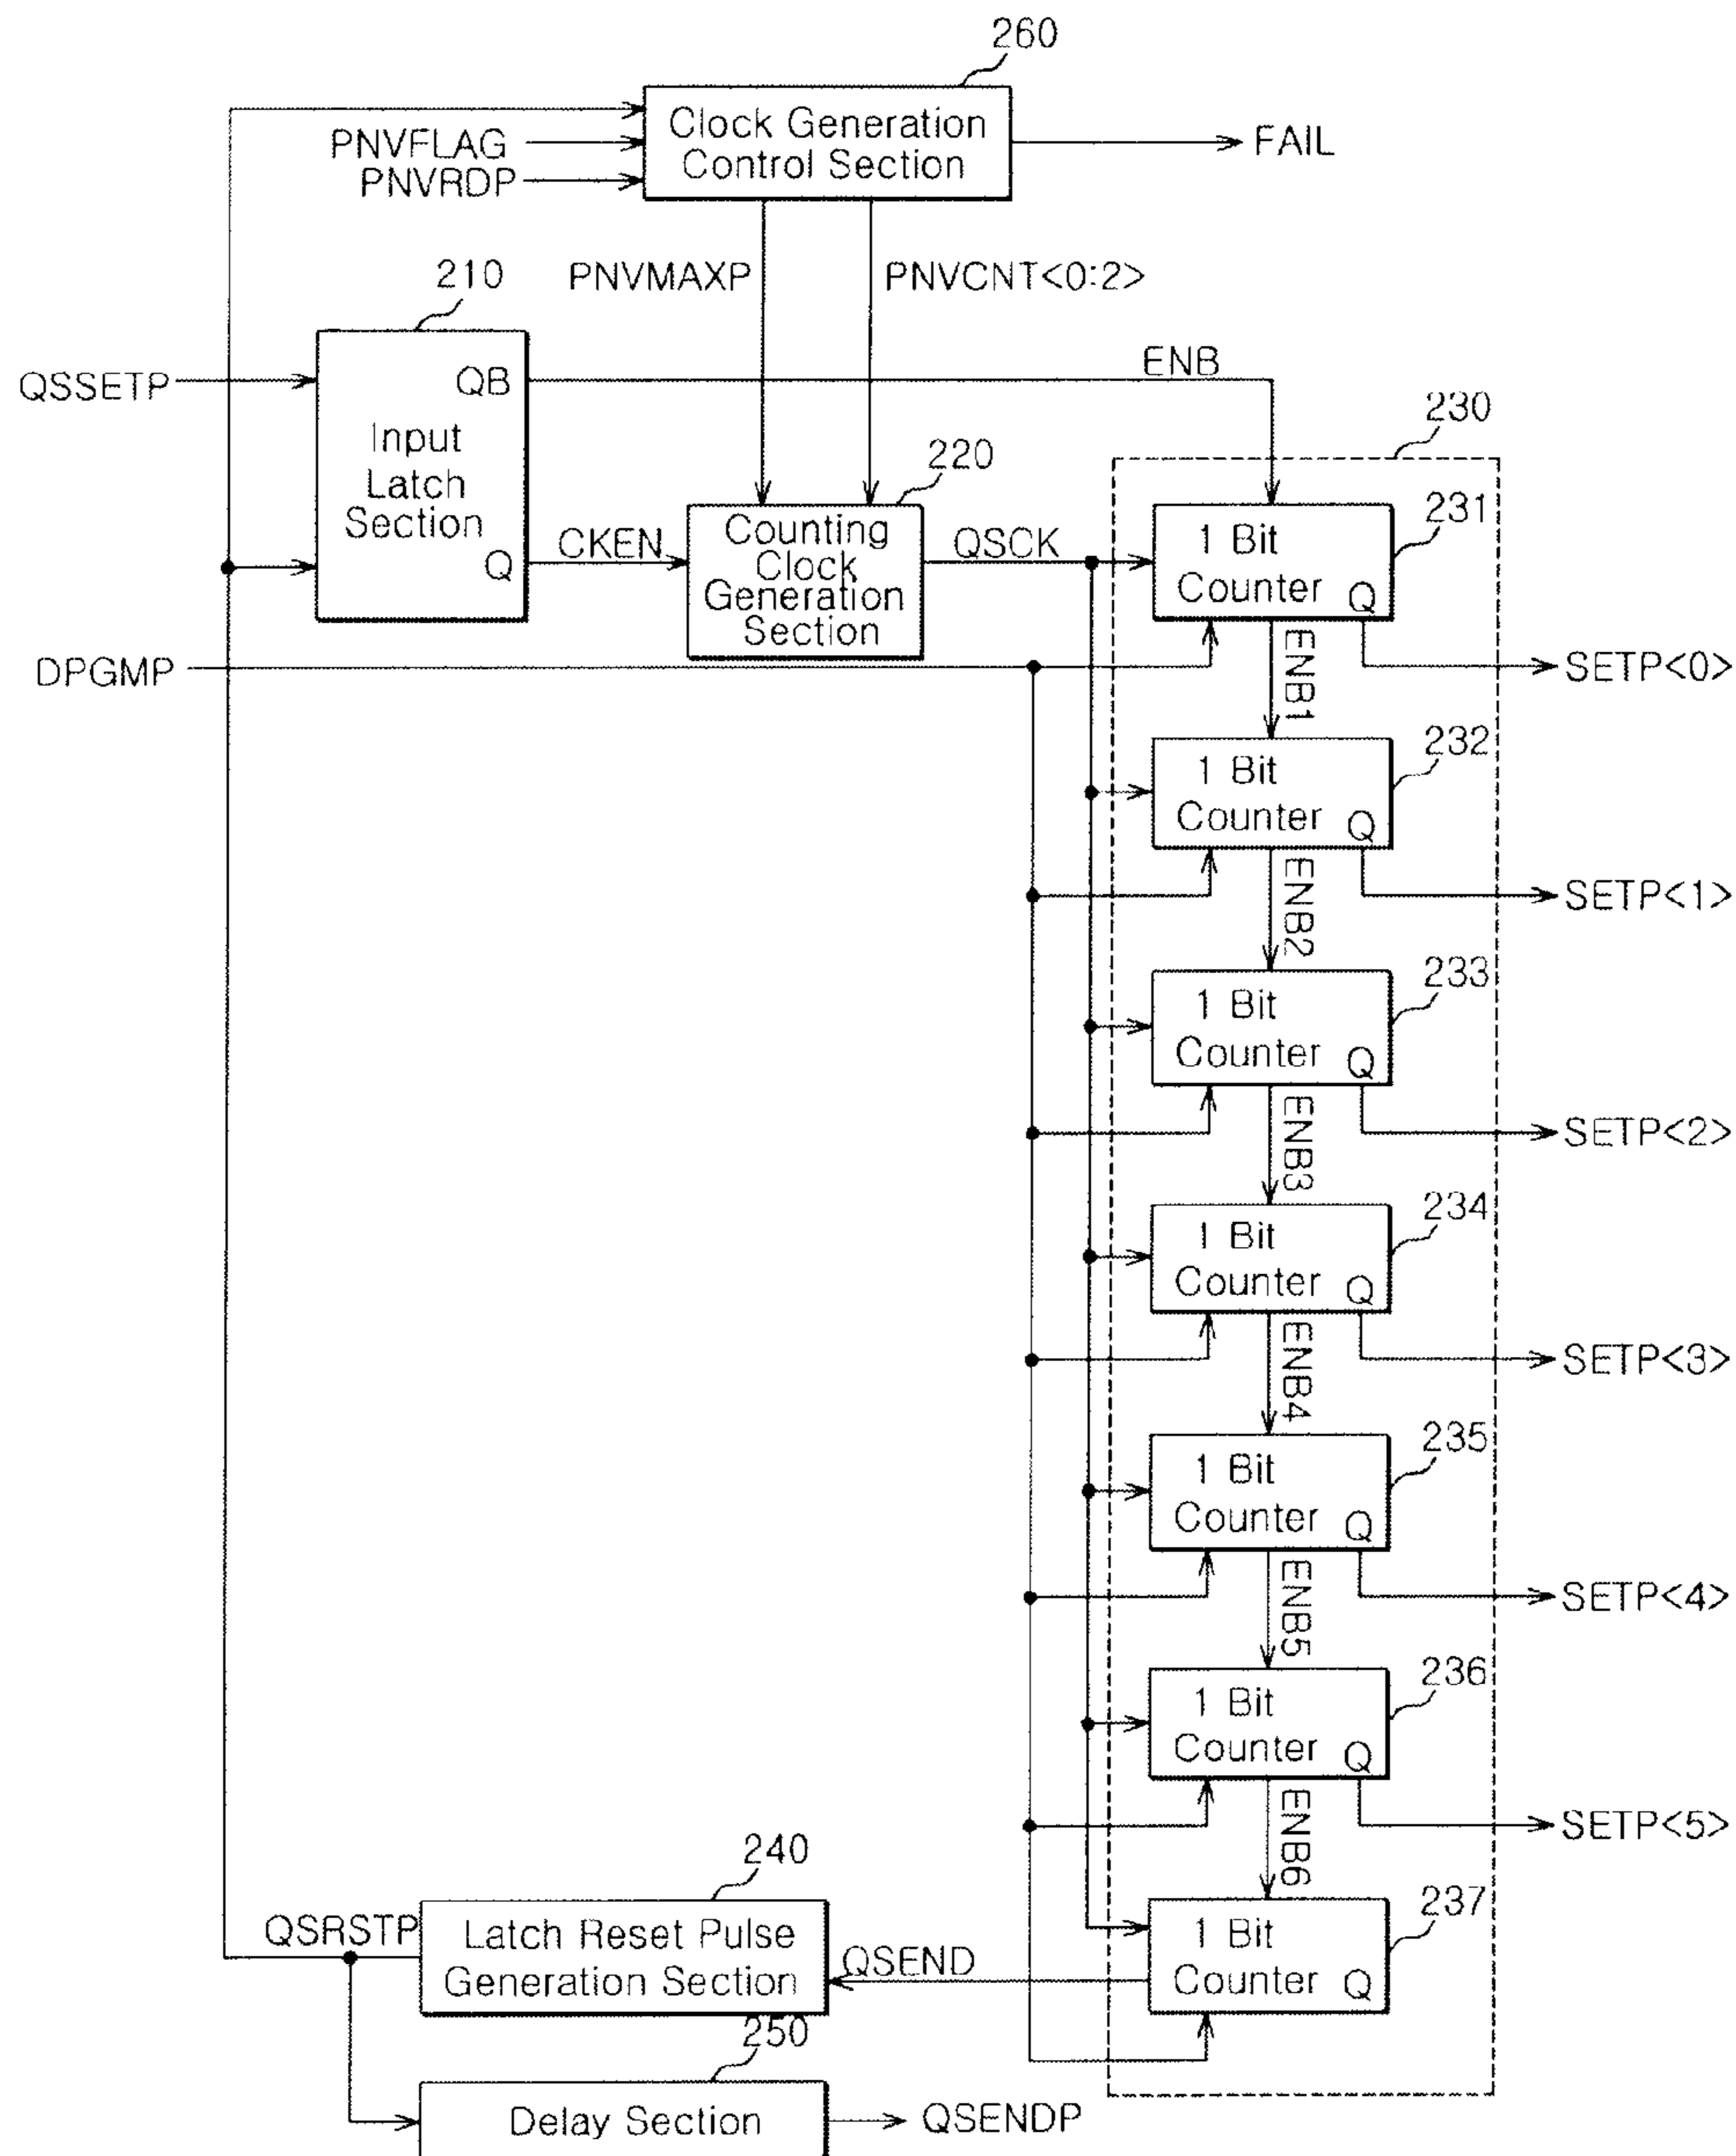 260
Clock Generation
Control Section
PNVFLAG
PNVRDP
FAIL
PNVMAXP
PNVCNT<0:2>
210
QSSETP
QB
Input
Latch
Section
Q
ENB
CKEN
220
Counting
Clock
Generation
Section
QSCK
230
231
1 Bit
Counter
Q
DPGMP
ENB1
SETP<0>
232
1 Bit
Counter
Q
ENB2
SETP<1>
233
1 Bit
Counter
Q
ENB3
SETP<2>
234
1 Bit
Counter
Q
ENB4
SETP<3>
235
1 Bit
Counter
Q
ENB5
SETP<4>
236
1 Bit
Counter
Q
ENB6
SETP<5>
237
1 Bit
Counter
Q
240
QSRSTP
Latch Reset Pulse
Generation Section
QSEND
250
Delay Section
QSENDP